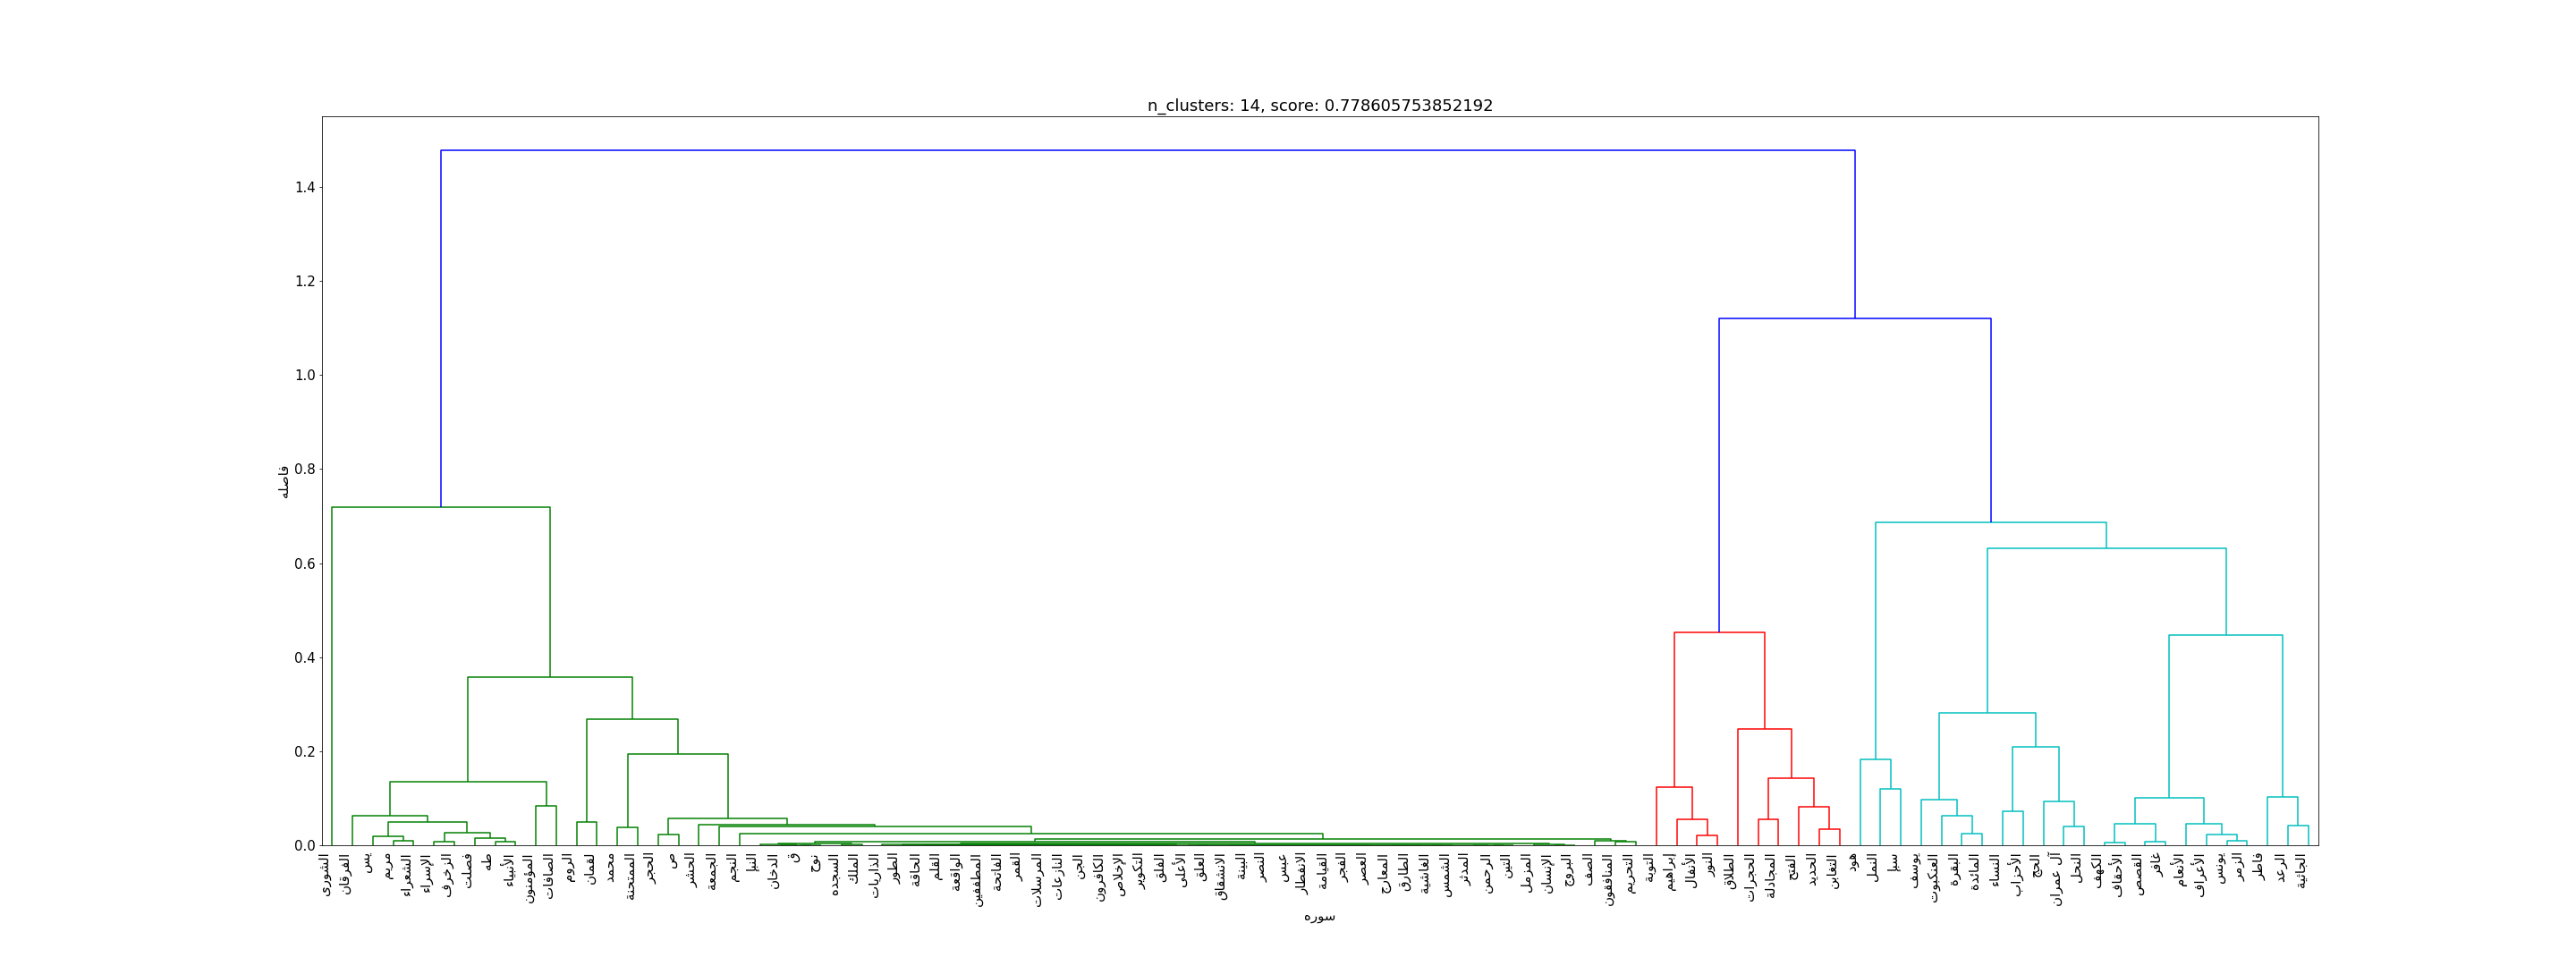 n_clusters: 14, score: 0.778605753852192
1.4
1.2
1.0
0.8
0.6
0.4
0.2
0.0
فاصله
الشورى
الفرقان
يس
مريم
الشعراء
الإسراء
الزخرف
فصلت
طه
الأنبياء
المؤمنون
الصافات
الروم
لقمان
محمد
الممتحنة
الحجر
ص
الحشر
الجمعة
النجم
النبإ
الدخان
ق
نوح
السجده
الملك
الذاريات
الطور
الحاقة
القلم
الواقعة
المطففين
الفاتحة
القمر
المرسلات
النازعات
الجن
الكافرون
الإخلاص
التكوير
الفلق
الأعلى
العلق
الانشقاق
البينة
النصر
عبس
الانفطار
القيامة
الفجر
العصر
المعارج
الطارق
الغاشية
الشمس
المدثر
الرحمن
التين
المزمل
الإنسان
البروج
الصف
المنافقون
التحريم
التوبة
إبراهيم
الأنفال
النور
الطلاق
الحجرات
المجادلة
الفتح
الحديد
التغابن
هود
النمل
سبإ
يوسف
العنكبوت
البقرة
المائدة
النساء
الأحزاب
الحج
آل عمران
النحل
الكهف
الأحقاف
القصص
غافر
الأنعام
الأعراف
يونس
الزمر
فاطر
الرعد
الجاثية
سوره